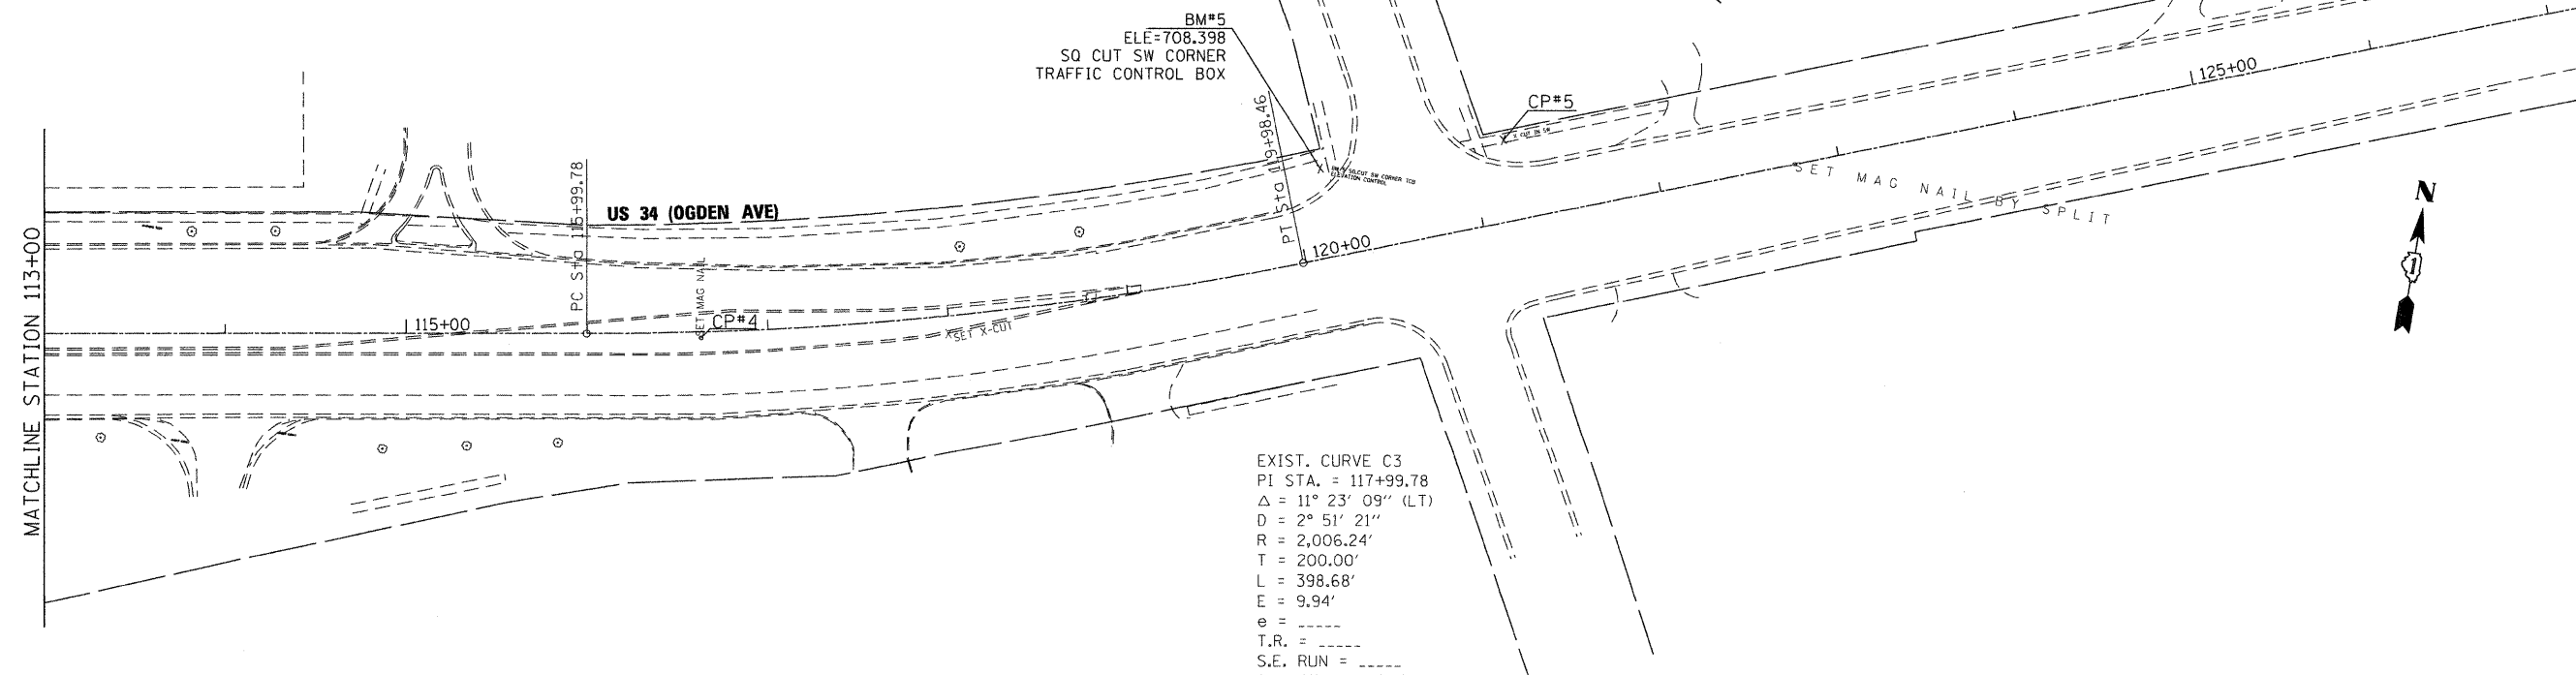 BM#5
ELE=708.398
SQ CUT SW CORNER
TRAFFIC CONTROL BOX
CP#5
X CUT IN SW
125+00
PT Sta 119+98.46
PC Sta 115+99.78
US 34 (OGDEN AVE)
SET MAG NAIL BY SPLIT
N
120+00
SET MAG NAIL
CP#4
115+00
SET X-CUT
MATCHLINE STATION 113+00
EXIST. CURVE C3
PI STA. = 117+99.78
Δ = 11° 23' 09'' (LT)
D = 2° 51' 21''
R = 2,006.24'
T = 200.00'
L = 398.68'
E = 9.94'
e = _____
T.R. = _____
S.E. RUN = _____